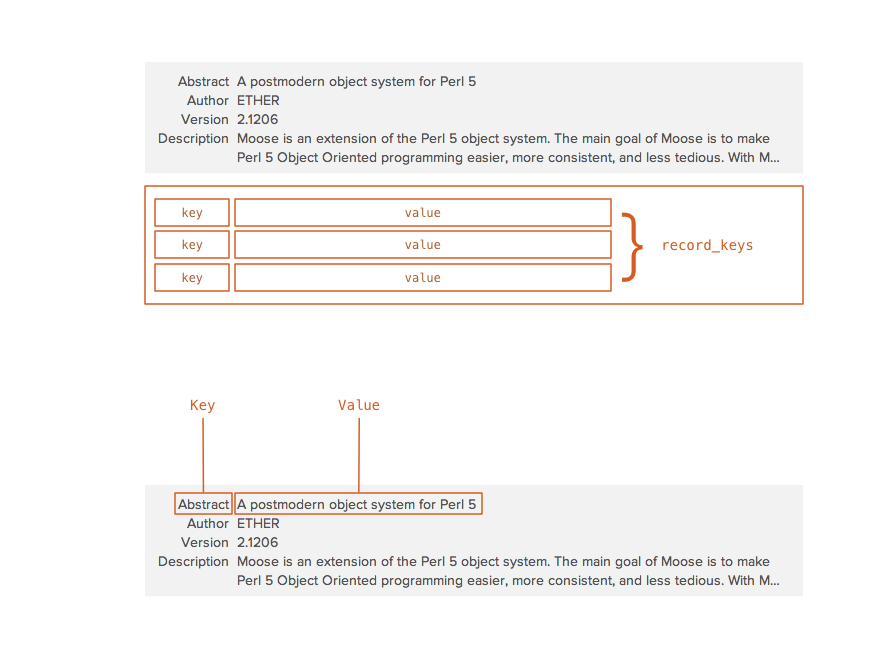 Abstract A postmodern object system for Perl 5
Author ETHER
Version 2.1206
Description Moose is an extension of the Perl 5 object system. The main goal of Moose is to make
Perl 5 Object Oriented programming easier, more consistent, and less tedious. With M...
key value
key value
key value
} record_keys
Key Value
Abstract A postmodern object system for Perl 5
Author ETHER
Version 2.1206
Description Moose is an extension of the Perl 5 object system. The main goal of Moose is to make
Perl 5 Object Oriented programming easier, more consistent, and less tedious. With M...